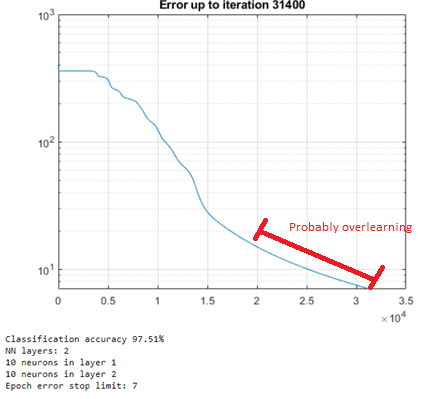 Error up to iteration 31400
10³
10²
10¹
Probably overlearning
0 0.5 1 1.5 2 2.5 3 3.5
×10⁴
Classification accuracy 97.51%
NN layers: 2
10 neurons in layer 1
10 neurons in layer 2
Epoch error stop limit: 7